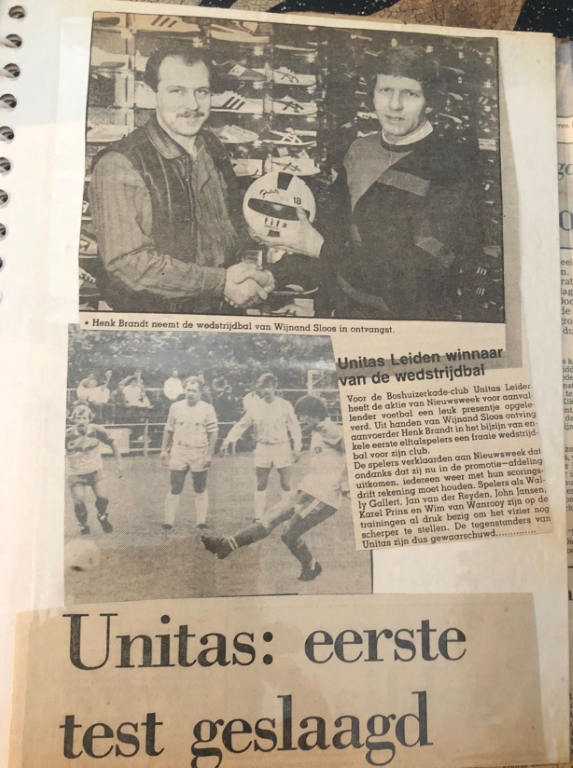 18
• Henk Brandt neemt de wedstrijdbal van Wijnand Sloos in ontvangst.
Unitas Leiden winnaar
van de wedstrijdbal
Voor de Boshuizerkade-club Unitas Leiden
heeft de aktie van Nieuwsweek voor aanval-
lender voetbal een leuk presentje opgele-
verd. Uit handen van Wijnand Sloos ontving
aanvoerder Henk Brandt in het bijzijn van en-
kele eerste elftalspelers een fraaie wedstrijd-
bal voor zijn club.
De spelers verklaarden aan Nieuwsweek dat
ondanks dat zij nu in de promotie-afdeling
uitkomen, iedereen weer met hun scorings-
drift rekening moet houden. Spelers als Wal-
ly Gallert, Jan van der Reyden, John Jansen,
Karel Prins en Wim van Wanrooy zijn op de
trainingen al druk bezig om het vizier nog
scherper te stellen. De tegenstanders van
Unitas zijn dus gewaarschuwd..............
Unitas: eerste
test geslaagd